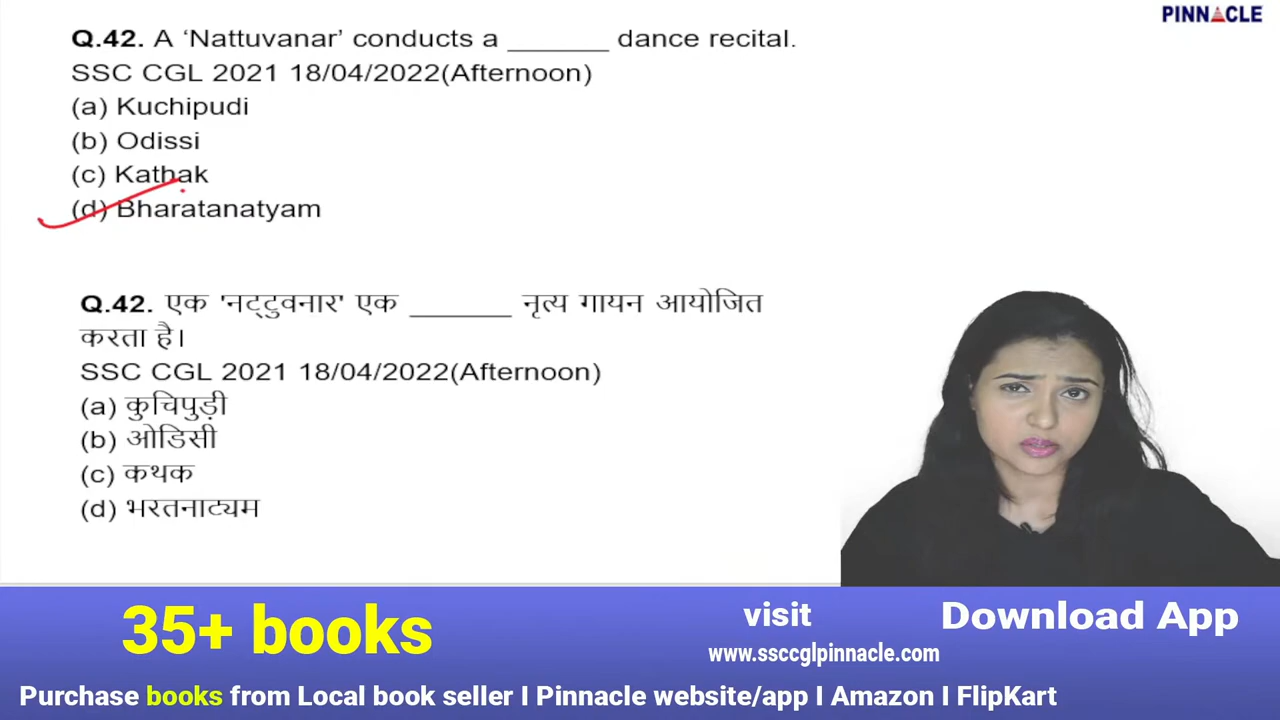 PINNACLE
Q.42. A ‘Nattuvanar’ conducts a _______ dance recital.
SSC CGL 2021 18/04/2022(Afternoon)
(a) Kuchipudi
(b) Odissi
(c) Kathak
(d) Bharatanatyam
Q.42. एक 'नट्टुवनार' एक _______ नृत्य गायन आयोजित
करता है।
SSC CGL 2021 18/04/2022(Afternoon)
(a) कुचिपुड़ी
(b) ओडिसी
(c) कथक
(d) भरतनाट्यम
35+ books
visit
www.ssccglpinnacle.com
Download App
Purchase books from Local book seller I Pinnacle website/app I Amazon I FlipKart